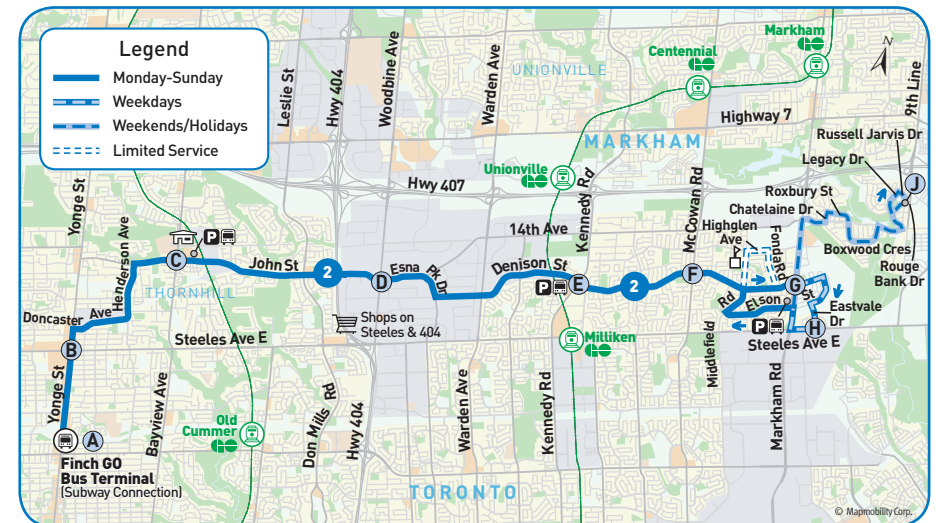 Legend
Monday-Sunday
Weekdays
Weekends/Holidays
Limited Service
Leslie St
Hwy 404
Woodbine Ave
Warden Ave
UNIONVILLE
Centennial
Markham
N
9th Line
Highway 7
MARKHAM
Russell Jarvis Dr
Legacy Dr
Unionville
Hwy 407
Kennedy Rd
McCowan Rd
Roxbury St
Chatelaine Dr
J
Yonge St
Henderson Ave
14th Ave
Highglen
Ave
Fonda Rd
Boxwood Cres
Rouge
Bank Dr
P
C
John St
2
D
Esna
Pk Dr
Denison St
P
E
2
F
G
THORNHILL
Doncaster Ave
Rd
Elson
St
Eastvale
Dr
Shops on
Steeles & 404
P
H
B
Steeles Ave E
Milliken
Middlefield
Steeles Ave E
Yonge St
Bayview Ave
Old
Cummer
Don Mills Rd
Hwy 404
Warden Ave
Kennedy Rd
Markham Rd
A
Finch GO
Bus Terminal
(Subway Connection)
TORONTO
© Mapmobility Corp.